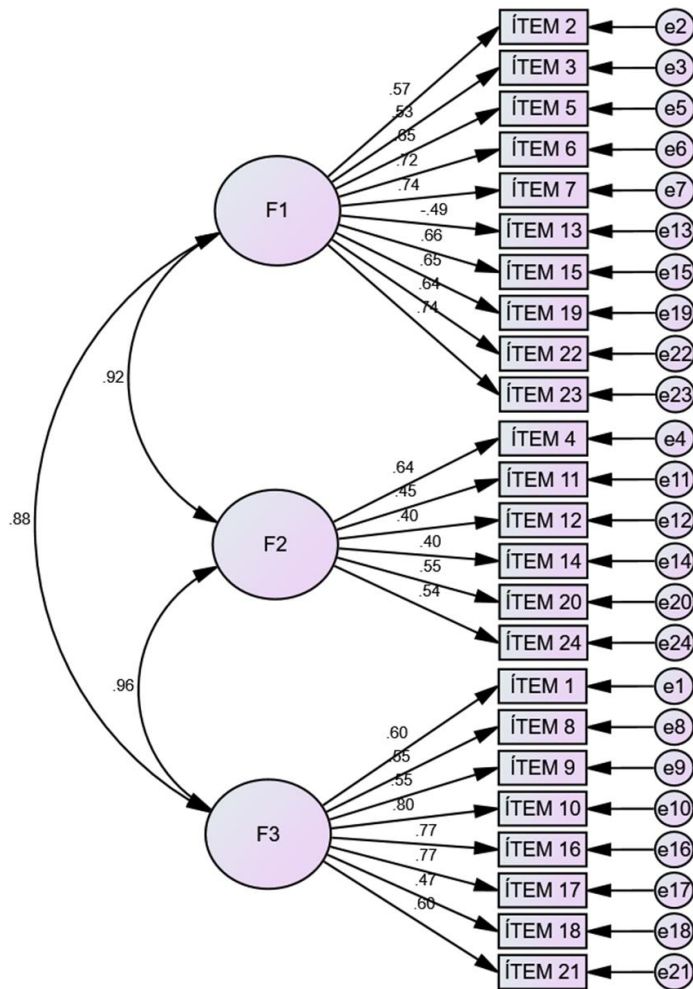 ÍTEM 2 e2
ÍTEM 3 e3
.57
.53
ÍTEM 5 e5
.65
ÍTEM 6 e6
.72
.74
ÍTEM 7 e7
F1
-.49
ÍTEM 13 e13
.66
ÍTEM 15 e15
.65
.64
ÍTEM 19 e19
.74
ÍTEM 22 e22
.92
ÍTEM 23 e23
ÍTEM 4 e4
.64
ÍTEM 11 e11
.45
.40
.88
ÍTEM 12 e12
F2
.40
ÍTEM 14 e14
.55
.54
ÍTEM 20 e20
ÍTEM 24 e24
.96
ÍTEM 1 e1
.60
ÍTEM 8 e8
.55
ÍTEM 9 e9
.55
.80
ÍTEM 10 e10
F3
.77
ÍTEM 16 e16
.77
.47
ÍTEM 17 e17
.60
ÍTEM 18 e18
ÍTEM 21 e21